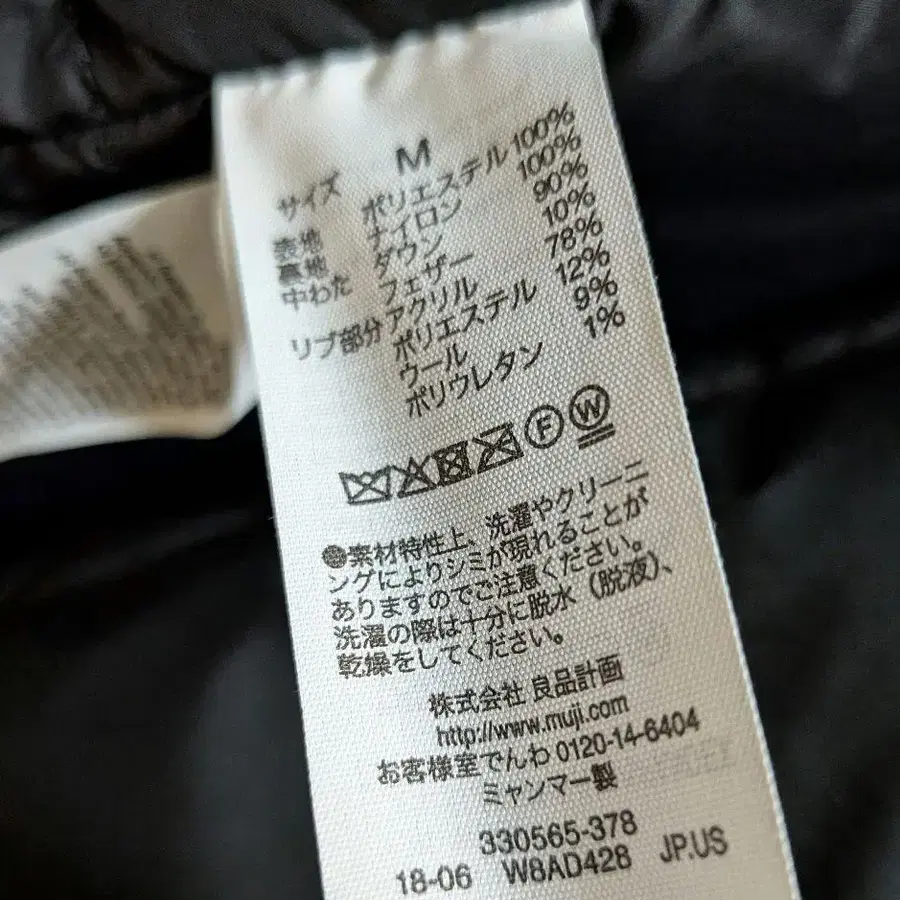 サイズ M
表地 ポリエステル 100%
裏地 ナイロン 100%
中わた ダウン 90%
フェザー 10%
リブ部分 アクリル 78%
ポリエステル 12%
ウール 9%
ポリウレタン 1%
F W
●素材特性上、洗濯やクリーニ
ングによりシミが現れることが
ありますのでご注意ください。
洗濯の際は十分に脱水（脱液）、
乾燥をしてください。
株式会社 良品計画
http://www.muji.com
お客様室でんわ 0120-14-6404
ミャンマー製
330565-378
18-06 W8AD428 JP.US